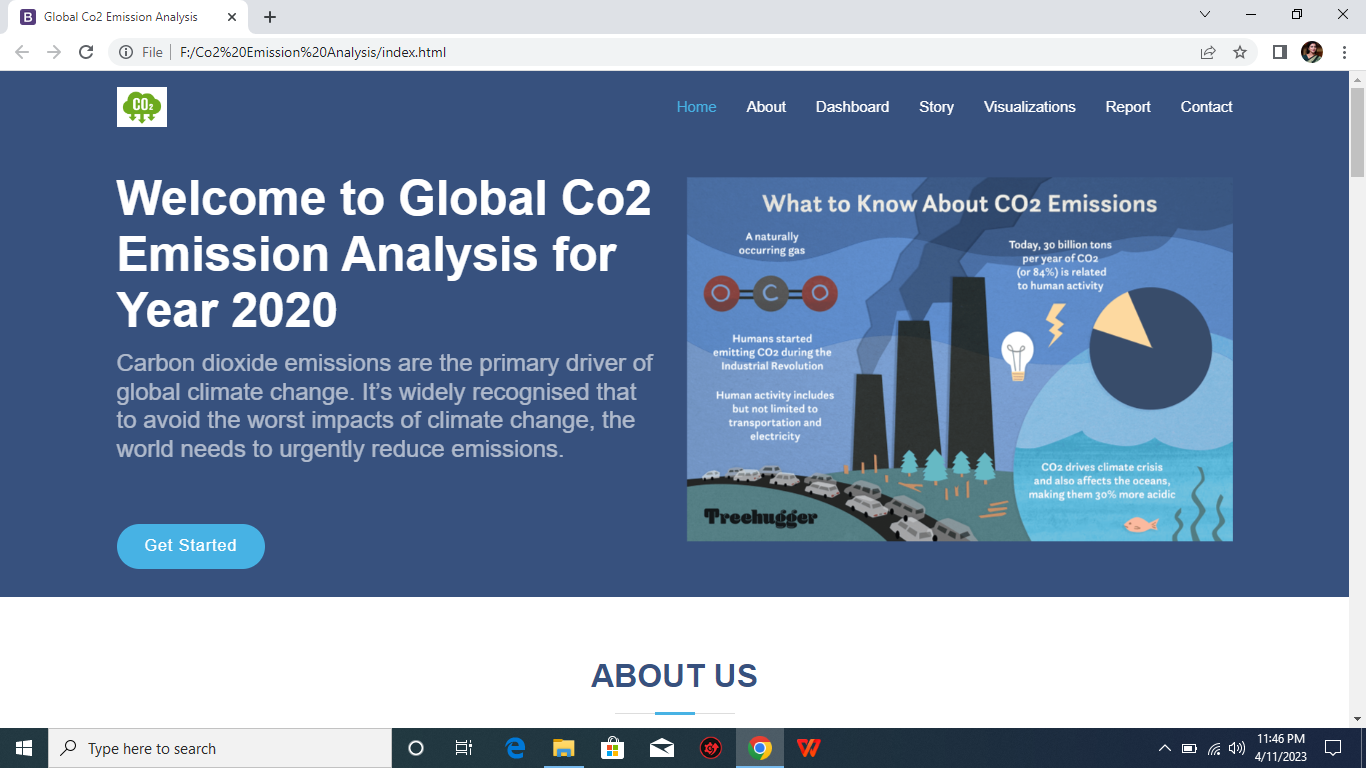 Global Co2 Emission Analysis
File
F:/Co2%20Emission%20Analysis/index.html
CO₂
Home About Dashboard Story Visualizations Report Contact
Welcome to Global Co2
Emission Analysis for
Year 2020
Carbon dioxide emissions are the primary driver of
global climate change. It's widely recognised that
to avoid the worst impacts of climate change, the
world needs to urgently reduce emissions.
Get Started
What to Know About CO2 Emissions
A naturally
occurring gas
O C O
Humans started
emitting CO2 during the
Industrial Revolution
Human activity includes
but not limited to
transportation and
electricity
Today, 30 billion tons
per year of CO2
(or 84%) is related
to human activity
CO2 drives climate crisis
and also affects the oceans,
making them 30% more acidic
Treehugger
ABOUT US
Type here to search
11:46 PM
4/11/2023